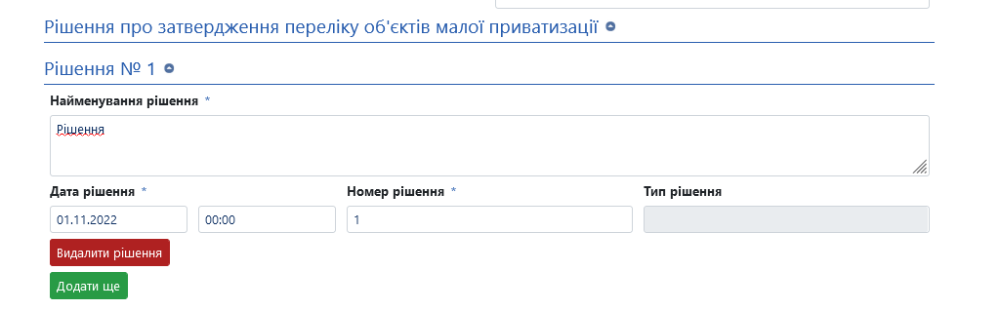 Рішення про затвердження переліку об'єктів малої приватизації
Рішення № 1
Найменування рішення *
Рішення
Дата рішення * Номер рішення * Тип рішення
01.11.2022 00:00 1
Видалити рішення
Додати ще